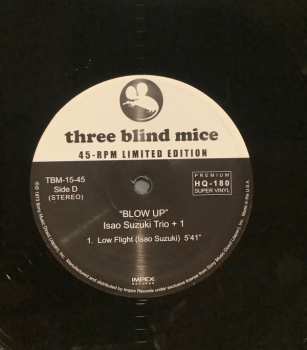 three blind mice
45-RPM LIMITED EDITION
TBM-15-45
Side D
(STEREO)
PREMIUM
HQ-180
SUPER VINYL
"BLOW UP"
Isao Suzuki Trio + 1
1. Low Flight (Isao Suzuki) 5'41"
IMPEX
RECORDS